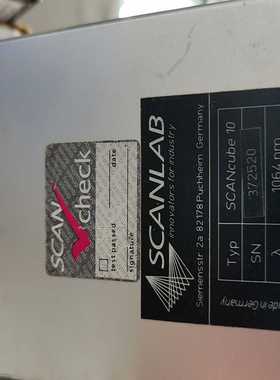 SCAN
check
test passed
date
signature
SCANLAB
innovators for industry
Siemensstr. 2a 82178 Puchheim Germany
Typ SCANcube 10
SN 372520
λ 1064 nm
made in Germany